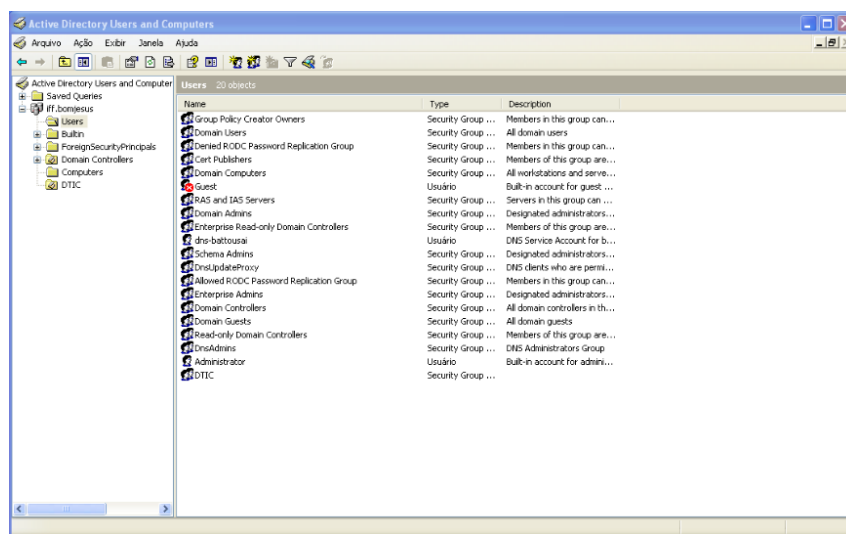 Active Directory Users and Computers
Arquivo Ação Exibir Janela Ajuda
Active Directory Users and Computer
Saved Queries
iff.bomjesus
Users
Builtin
ForeignSecurityPrincipals
Domain Controllers
Computers
DTIC
Users 20 objects
Name Type Description
Group Policy Creator Owners Security Group ... Members in this group can...
Domain Users Security Group ... All domain users
Denied RODC Password Replication Group Security Group ... Members in this group can...
Cert Publishers Security Group ... Members of this group are...
Domain Computers Security Group ... All workstations and serve...
Guest Usuário Built-in account for guest ...
RAS and IAS Servers Security Group ... Servers in this group can ...
Domain Admins Security Group ... Designated administrators...
Enterprise Read-only Domain Controllers Security Group ... Members of this group are...
dns-battousai Usuário DNS Service Account for b...
Schema Admins Security Group ... Designated administrators...
DnsUpdateProxy Security Group ... DNS clients who are permi...
Allowed RODC Password Replication Group Security Group ... Members in this group can...
Enterprise Admins Security Group ... Designated administrators...
Domain Controllers Security Group ... All domain controllers in th...
Domain Guests Security Group ... All domain guests
Read-only Domain Controllers Security Group ... Members of this group are...
DnsAdmins Security Group ... DNS Administrators Group
Administrator Usuário Built-in account for admini...
DTIC Security Group ...